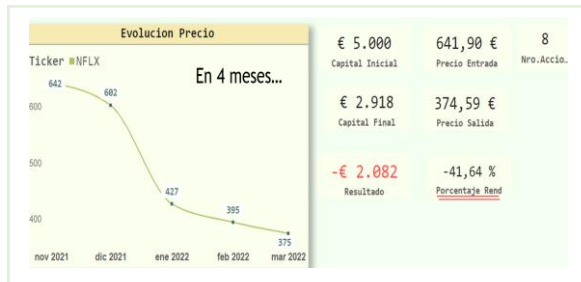 Evolucion Precio
Ticker NFLX
En 4 meses...
642
602
427
395
375
600
500
400
nov 2021 dic 2021 ene 2022 feb 2022 mar 2022
€ 5.000 641,90 € 8
Capital Inicial Precio Entrada Nro.Accio..
€ 2.918 374,59 €
Capital Final Precio Salida
-€ 2.082 -41,64 %
Resultado Porcentaje Rend